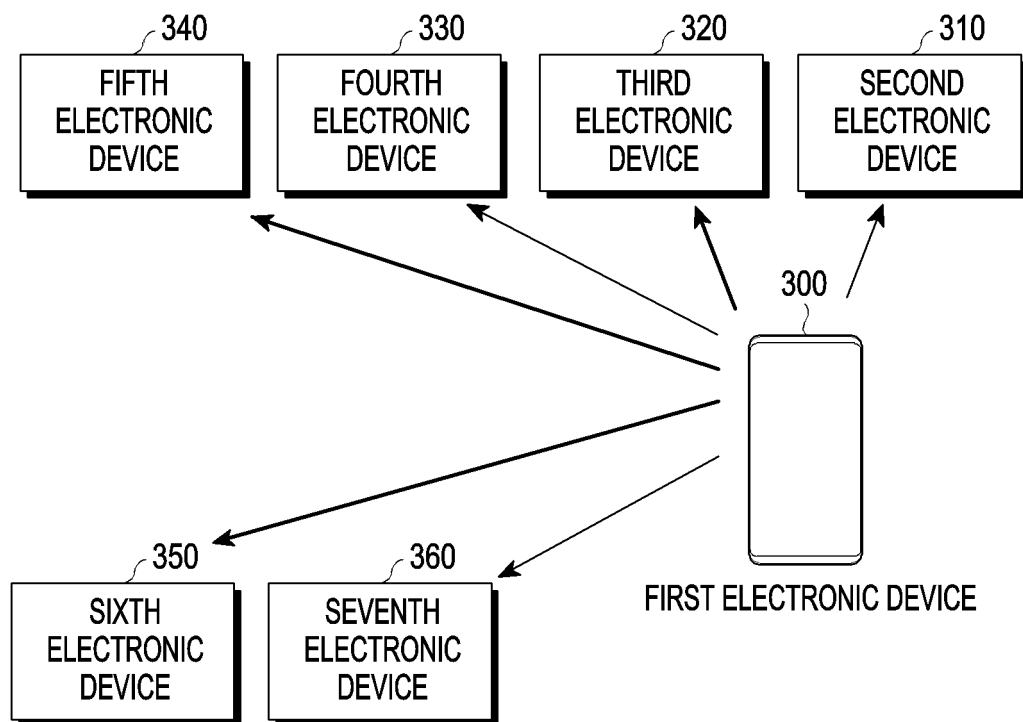 340
330
320
310
FIFTH
ELECTRONIC
DEVICE
FOURTH
ELECTRONIC
DEVICE
THIRD
ELECTRONIC
DEVICE
SECOND
ELECTRONIC
DEVICE
300
FIRST ELECTRONIC DEVICE
350
360
SIXTH
ELECTRONIC
DEVICE
SEVENTH
ELECTRONIC
DEVICE